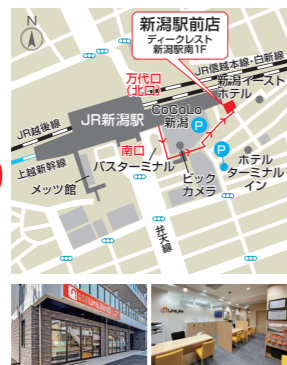 N
新潟駅前店
ディークレスト
新潟駅南1F
JR信越本線・白新線
万代口
(北口)
新潟イースト
ホテル
CoCoLo
新潟
P
JR新潟駅
JR越後線
南口
P
上越新幹線
バスターミナル
ホテル
ターミナル
イン
メッツ館
ビック
カメラ
弁天線